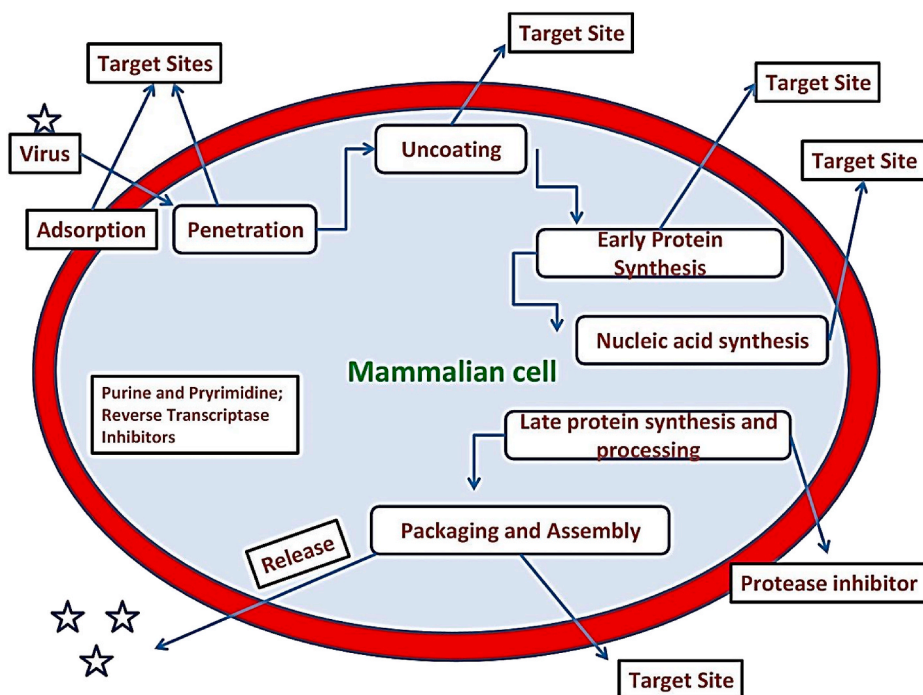 Target Site
Target Sites
Target Site
Virus
Uncoating
Target Site
Adsorption
Penetration
Early Protein
Synthesis
Nucleic acid synthesis
Mammalian cell
Purine and Pryrimidine;
Reverse Transcriptase
Inhibitors
Late protein synthesis and
processing
Packaging and Assembly
Release
Protease inhibitor
Target Site